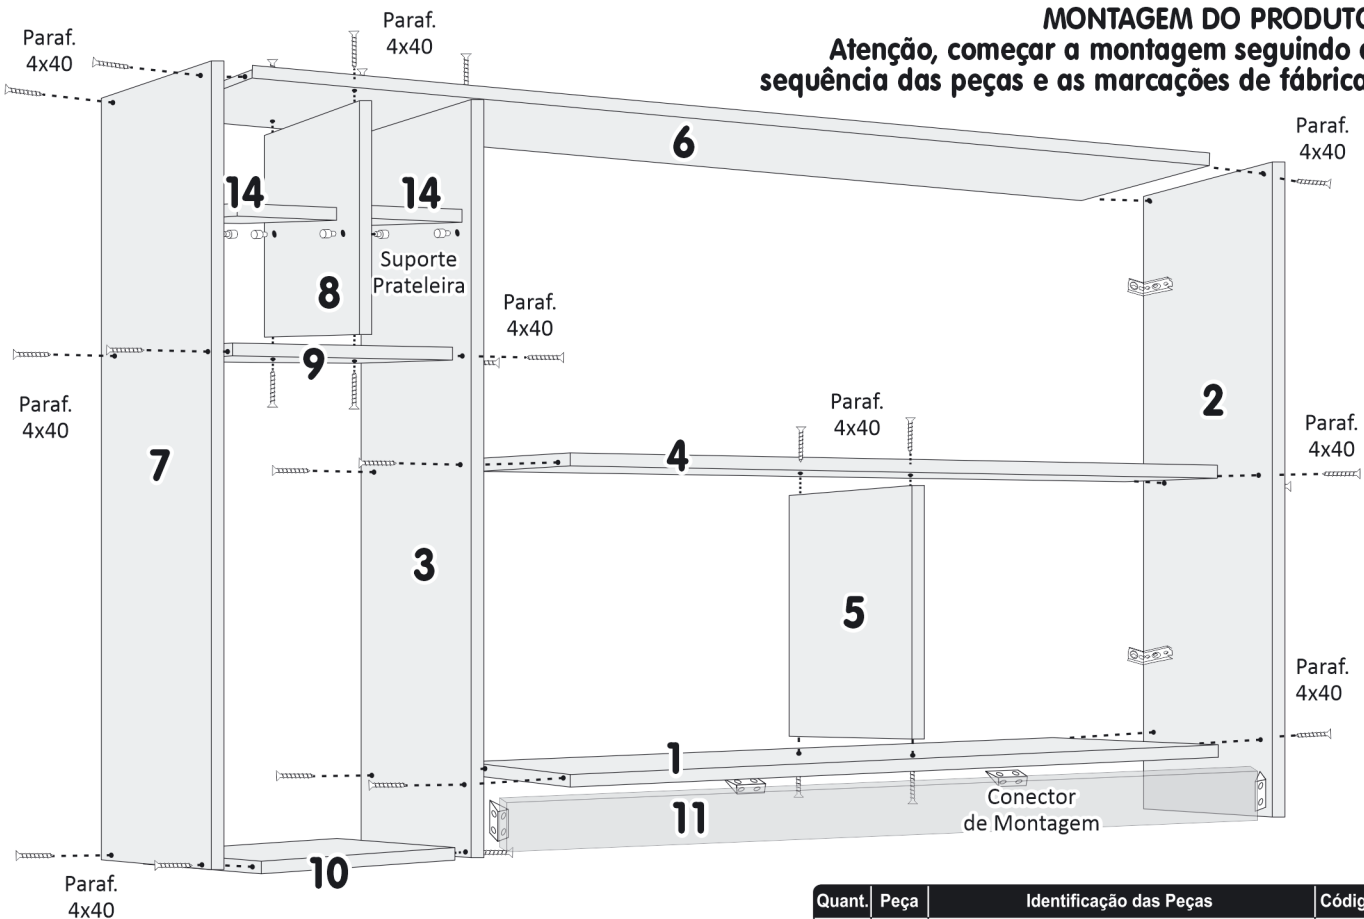 MONTAGEM DO PRODUTO
Atenção, começar a montagem seguindo a
sequência das peças e as marcações de fábrica
Paraf.
4x40
Paraf.
4x40
Paraf.
4x40
6
14
14
Suporte
Prateleira
8
Paraf.
4x40
9
Paraf.
4x40
2
Paraf.
4x40
Paraf.
4x40
7
4
3
5
Paraf.
4x40
1
Conector
de Montagem
11
10
Paraf.
4x40
Quant. Peça Identificação das Peças